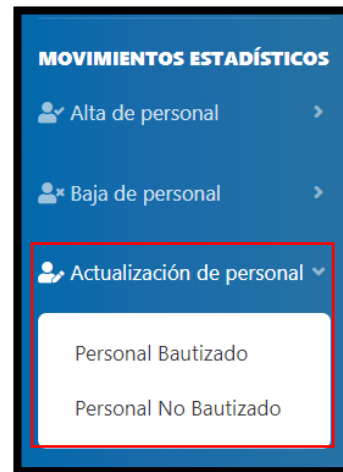 MOVIMIENTOS ESTADÍSTICOS
Alta de personal
Baja de personal
Actualización de personal
Personal Bautizado
Personal No Bautizado